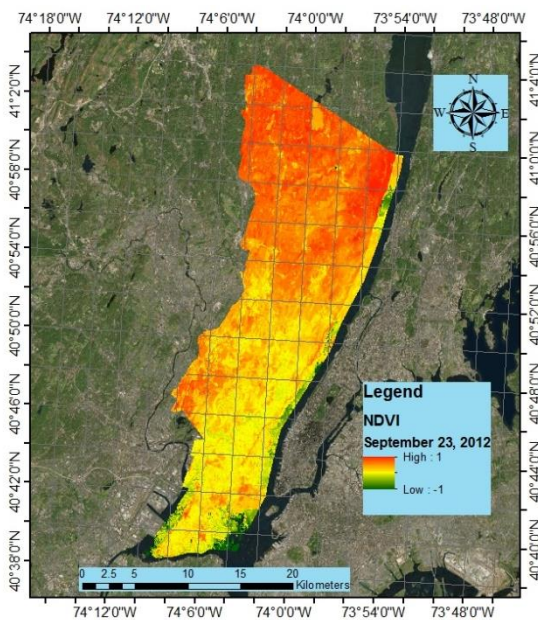 74°18'0"W 74°12'0"W 74°6'0"W 74°0'0"W 73°54'0"W 73°48'0"W
41°2'0"N
40°58'0"N
40°54'0"N
40°50'0"N
40°46'0"N
40°42'0"N
40°38'0"N
N
W E
S
41°4'0"N
41°0'0"N
40°56'0"N
40°52'0"N
40°48'0"N
40°44'0"N
40°40'0"N
Legend
NDVI
September 23, 2012
High : 1
Low : -1
0 2.5 5 10 15 20
Kilometers
74°12'0"W 74°6'0"W 74°0'0"W 73°54'0"W 73°48'0"W